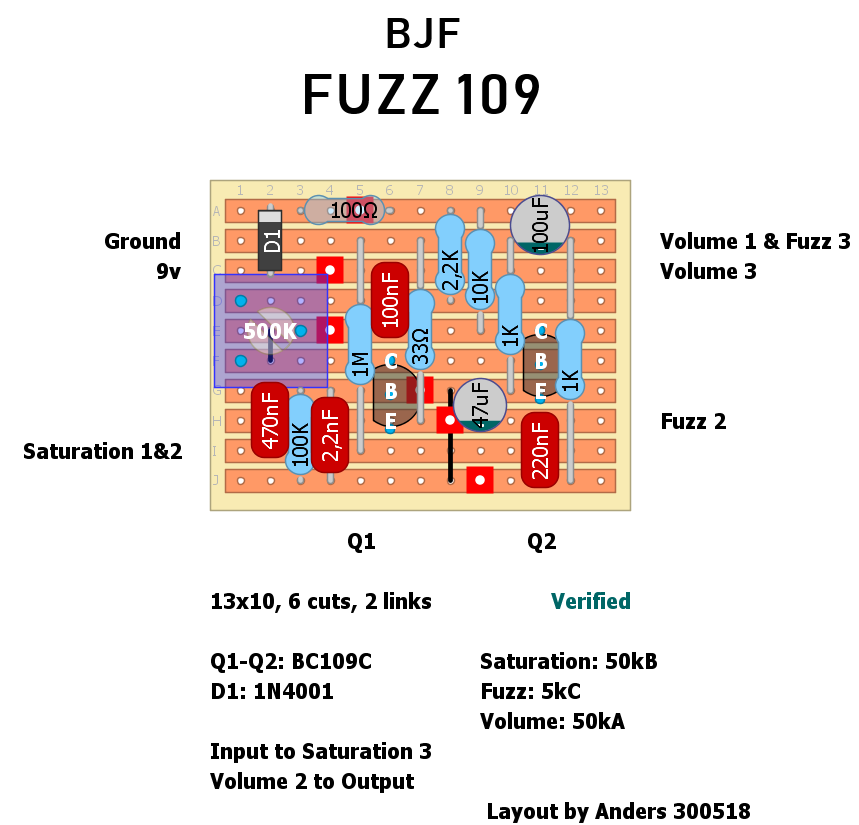 BJF
FUZZ 109
1 2 3 4 5 6 7 8 9 10 11 12 13
A
B
C
D
E
F
G
H
I
J
100Ω
D1
100uF
2,2K
10K
100nF
500K
33Ω
1K
1M
C
B
E
C
B
E
1K
470nF
100K
2,2nF
47uF
220nF
Ground
9v
Saturation 1&2
Volume 1 & Fuzz 3
Volume 3
Fuzz 2
Q1 Q2
13x10, 6 cuts, 2 links Verified
Q1-Q2: BC109C
D1: 1N4001
Saturation: 50kB
Fuzz: 5kC
Volume: 50kA
Input to Saturation 3
Volume 2 to Output
Layout by Anders 300518